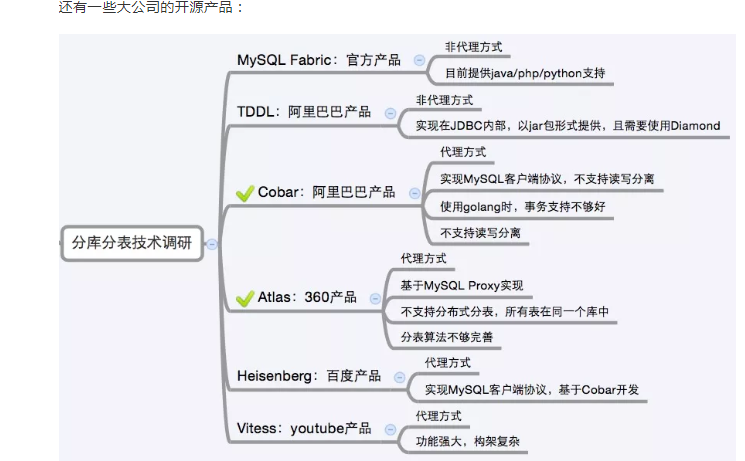 还有一些大公司的开源产品：
分库分表技术调研
MySQL Fabric：官方产品
非代理方式
目前提供java/php/python支持
TDDL：阿里巴巴产品
非代理方式
实现在JDBC内部，以jar包形式提供，且需要使用Diamond
Cobar：阿里巴巴产品
代理方式
实现MySQL客户端协议，不支持读写分离
使用golang时，事务支持不够好
不支持读写分离
Atlas：360产品
代理方式
基于MySQL Proxy实现
不支持分布式分表，所有表在同一个库中
分表算法不够完善
Heisenberg：百度产品
代理方式
实现MySQL客户端协议，基于Cobar开发
Vitess：youtube产品
代理方式
功能强大，构架复杂